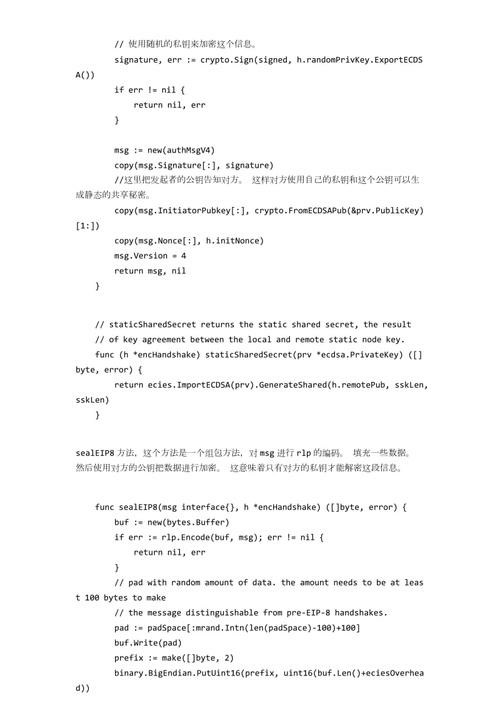 // 使用随机的私钥来加密这个信息。
signature, err := crypto.Sign(signed, h.randomPrivKey.ExportECDS
A())
if err != nil {
return nil, err
}
msg := new(authMsgV4)
copy(msg.Signature[:], signature)
//这里把发起者的公钥告知对方。 这样对方使用自己的私钥和这个公钥可以生
成静态的共享秘密。
copy(msg.InitiatorPubkey[:], crypto.FromECDSAPub(&prv.PublicKey)
[1:])
copy(msg.Nonce[:], h.initNonce)
msg.Version = 4
return msg, nil
}
// staticSharedSecret returns the static shared secret, the result
// of key agreement between the local and remote static node key.
func (h *encHandshake) staticSharedSecret(prv *ecdsa.PrivateKey) ([]
byte, error) {
return ecies.ImportECDSA(prv).GenerateShared(h.remotePub, sskLen,
sskLen)
}
sealEIP8 方法，这个方法是一个组包方法，对 msg 进行 rlp 的编码。 填充一些数据。
然后使用对方的公钥把数据进行加密。 这意味着只有对方的私钥才能解密这段信息。
func sealEIP8(msg interface{}, h *encHandshake) ([]byte, error) {
buf := new(bytes.Buffer)
if err := rlp.Encode(buf, msg); err != nil {
return nil, err
}
// pad with random amount of data. the amount needs to be at leas
t 100 bytes to make
// the message distinguishable from pre-EIP-8 handshakes.
pad := padSpace[:mrand.Intn(len(padSpace)-100)+100]
buf.Write(pad)
prefix := make([]byte, 2)
binary.BigEndian.PutUint16(prefix, uint16(buf.Len()+eciesOverhea
d))